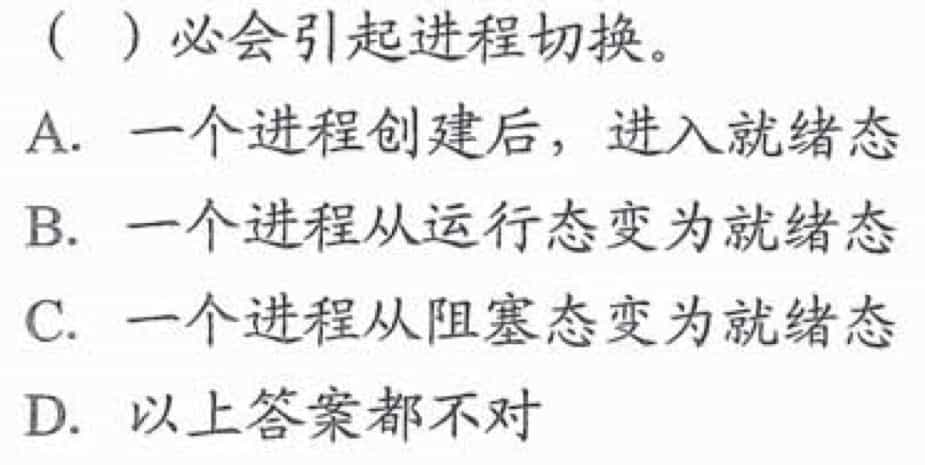 （ ）必会引起进程切换。
A. 一个进程创建后，进入就绪态
B. 一个进程从运行态变为就绪态
C. 一个进程从阻塞态变为就绪态
D. 以上答案都不对